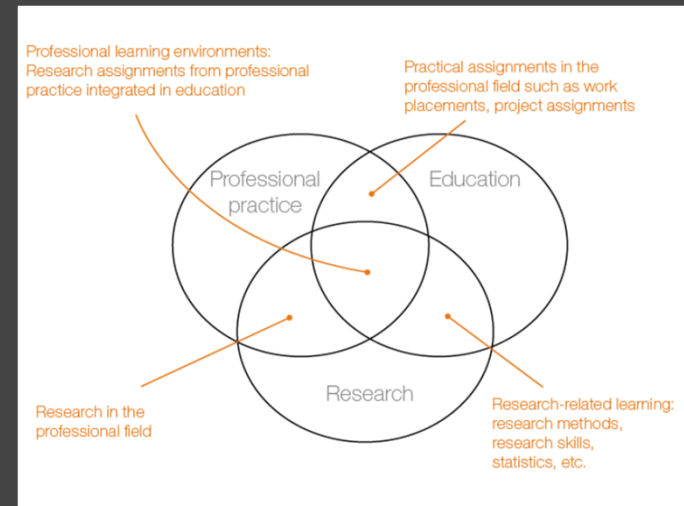 Professional learning environments:
Research assignments from professional
practice integrated in education
Practical assignments in the
professional field such as work
placements, project assignments
Professional
practice
Education
Research
Research in the
professional field
Research-related learning:
research methods,
research skills,
statistics, etc.